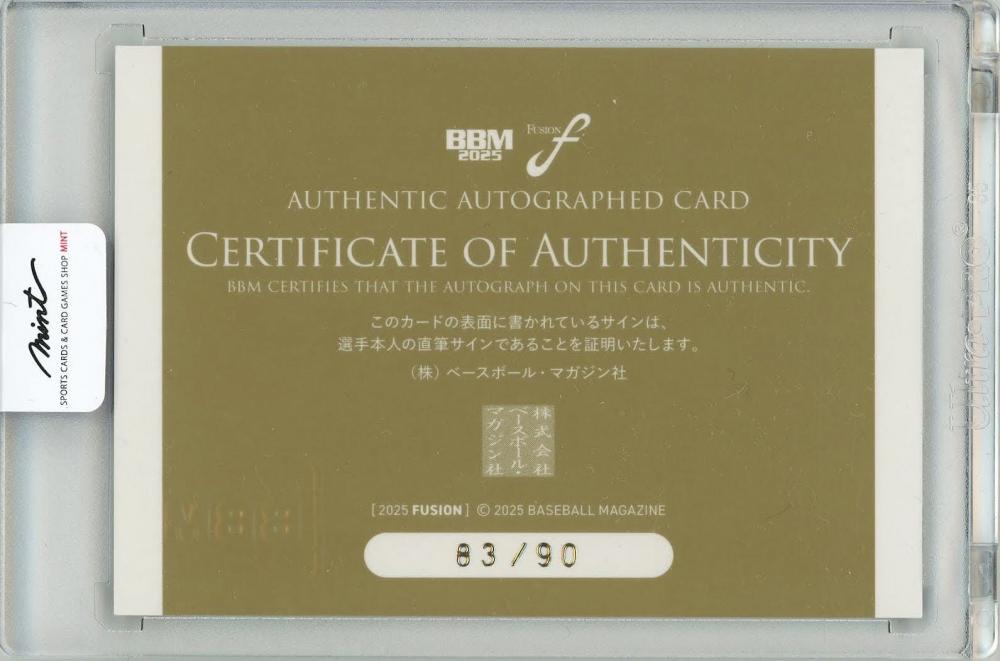 BBM
2025
FUSION f
AUTHENTIC AUTOGRAPHED CARD
CERTIFICATE OF AUTHENTICITY
BBM CERTIFIES THAT THE AUTOGRAPH ON THIS CARD IS AUTHENTIC.
このカードの表面に書かれているサインは、
選手本人の直筆サインであることを証明いたします。
（株）ベースボール・マガジン社
株式会社
ベースボール・
マガジン社
[ 2025 FUSION ] © 2025 BASEBALL MAGAZINE
83/90
BBM
mint
SPORTS CARDS & CARD GAMES SHOP MINT